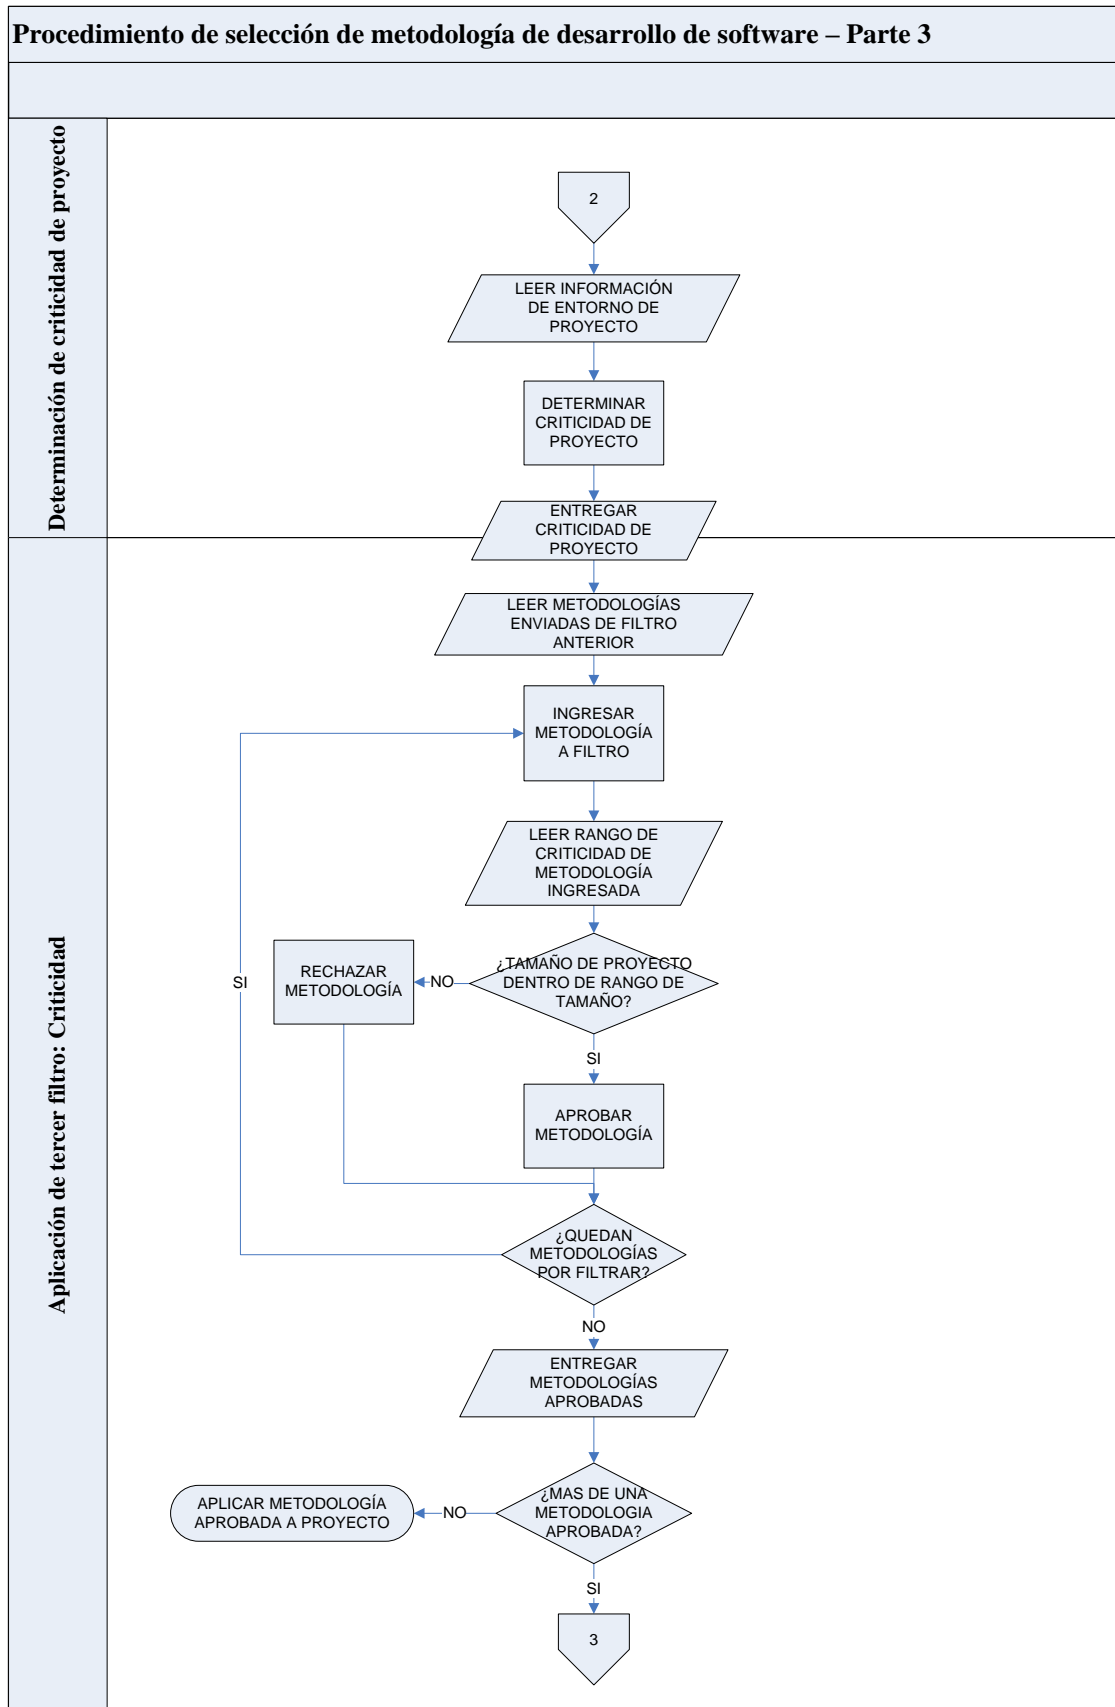 Procedimiento de selección de metodología de desarrollo de software – Parte 3
Determinación de criticidad de proyecto
2
LEER INFORMACIÓN
DE ENTORNO DE
PROYECTO
DETERMINAR
CRITICIDAD DE
PROYECTO
ENTREGAR
CRITICIDAD DE
PROYECTO
Aplicación de tercer filtro: Criticidad
LEER METODOLOGÍAS
ENVIADAS DE FILTRO
ANTERIOR
INGRESAR
METODOLOGÍA
A FILTRO
LEER RANGO DE
CRITICIDAD DE
METODOLOGÍA
INGRESADA
¿TAMAÑO DE PROYECTO
DENTRO DE RANGO DE
TAMAÑO?
NO
RECHAZAR
METODOLOGÍA
SI
SI
APROBAR
METODOLOGÍA
¿QUEDAN
METODOLOGÍAS
POR FILTRAR?
NO
ENTREGAR
METODOLOGÍAS
APROBADAS
¿MAS DE UNA
METODOLOGIA
APROBADA?
NO
APLICAR METODOLOGÍA
APROBADA A PROYECTO
SI
3